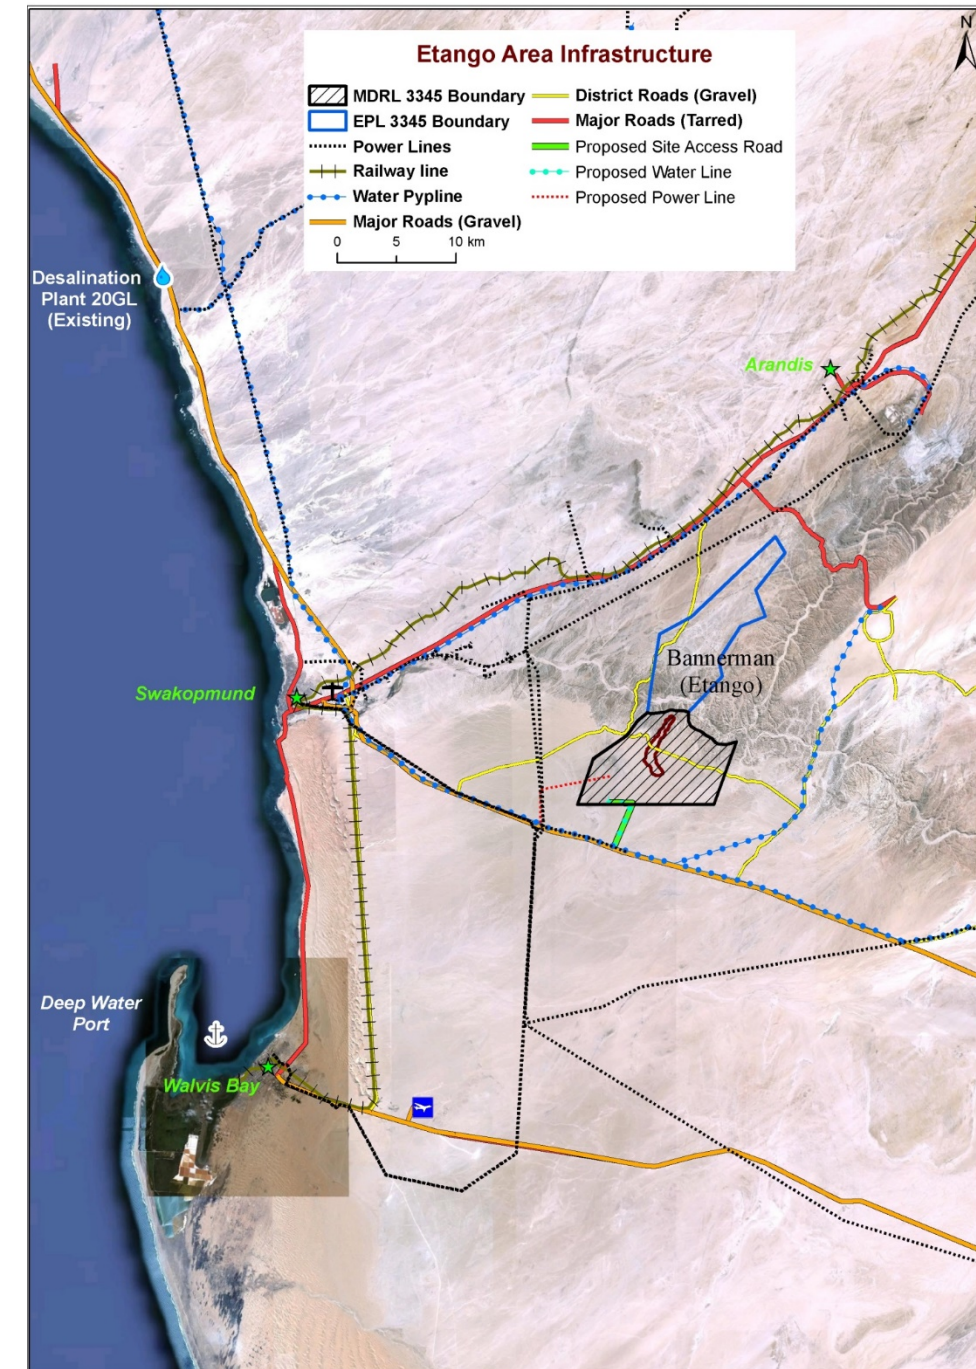 N
Etango Area Infrastructure
MDRL 3345 Boundary
EPL 3345 Boundary
Power Lines
Railway line
Water Pypline
Major Roads (Gravel)
District Roads (Gravel)
Major Roads (Tarred)
Proposed Site Access Road
Proposed Water Line
Proposed Power Line
0 5 10 km
Desalination
Plant 20GL
(Existing)
Arandis
Bannerman
(Etango)
Swakopmund
Deep Water
Port
Walvis Bay